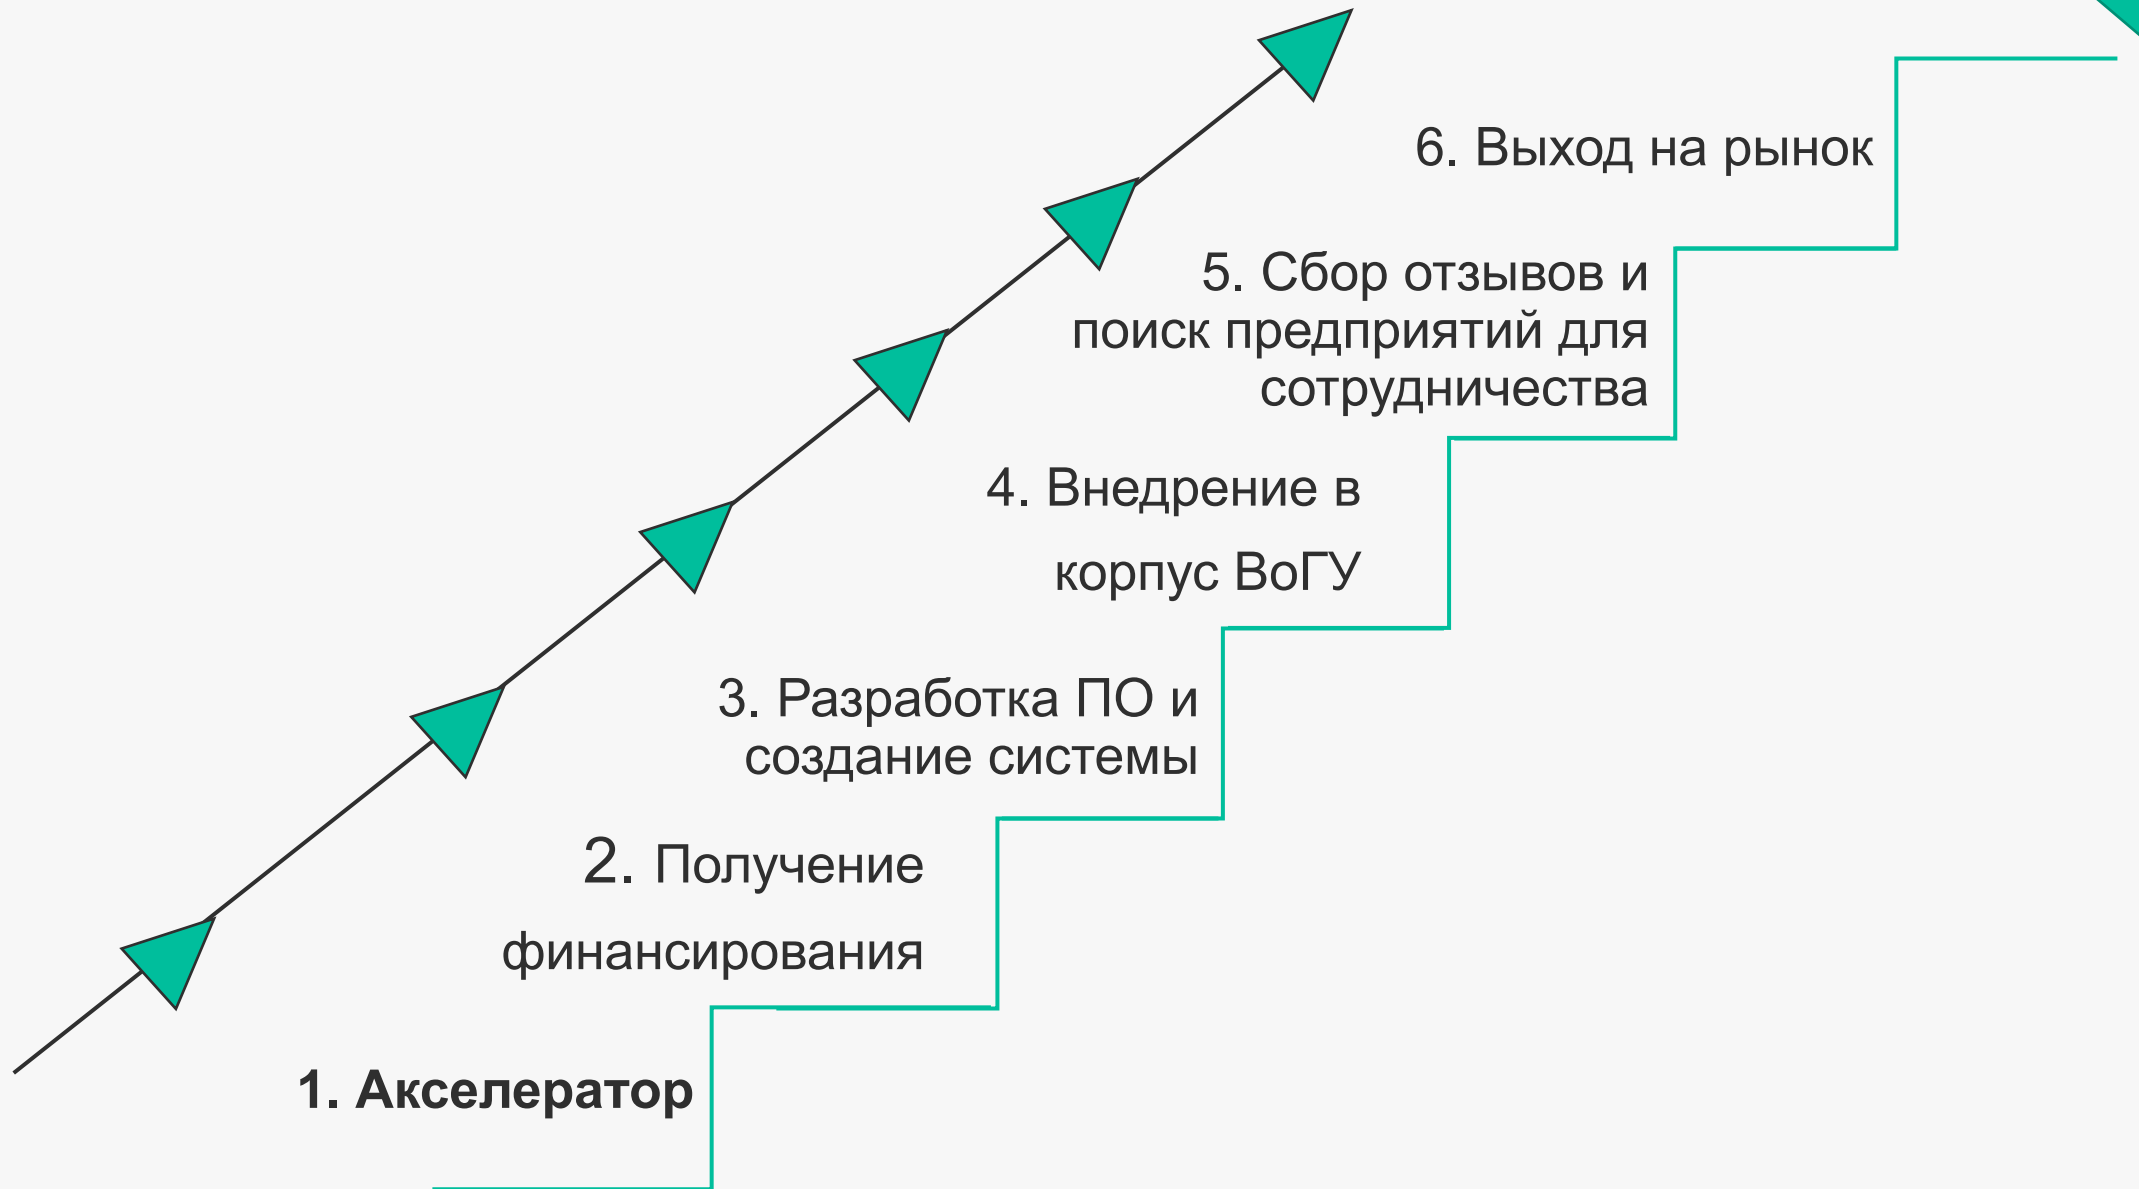 6. Выход на рынок
5. Сбор отзывов и
поиск предприятий для
сотрудничества
4. Внедрение в
корпус ВоГУ
3. Разработка ПО и
создание системы
2. Получение
финансирования
1. Акселератор